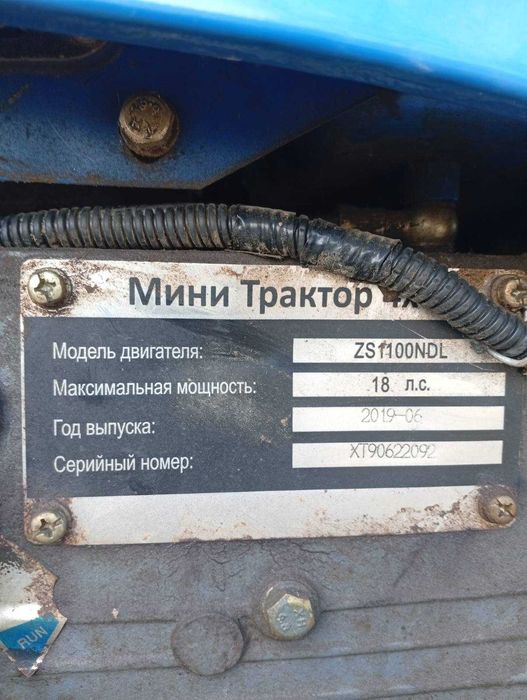 Мини Трактор
Модель двигателя: ZS1100NDL
Максимальная мощность: 18 л.с.
Год выпуска: 2019-06
Серийный номер: XT90622092
RUN